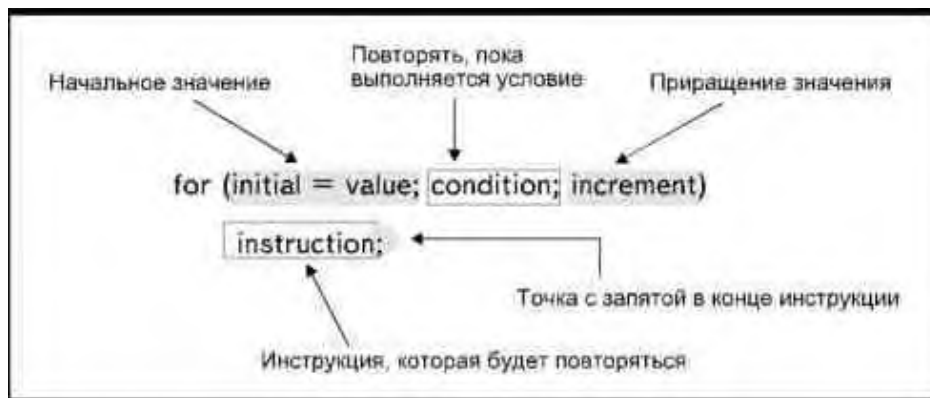 Повторять, пока
выполняется условие
Начальное значение
Приращение значения
for (initial = value; condition; increment)
instruction;
Точка с запятой в конце инструкции
Инструкция, которая будет повторяться